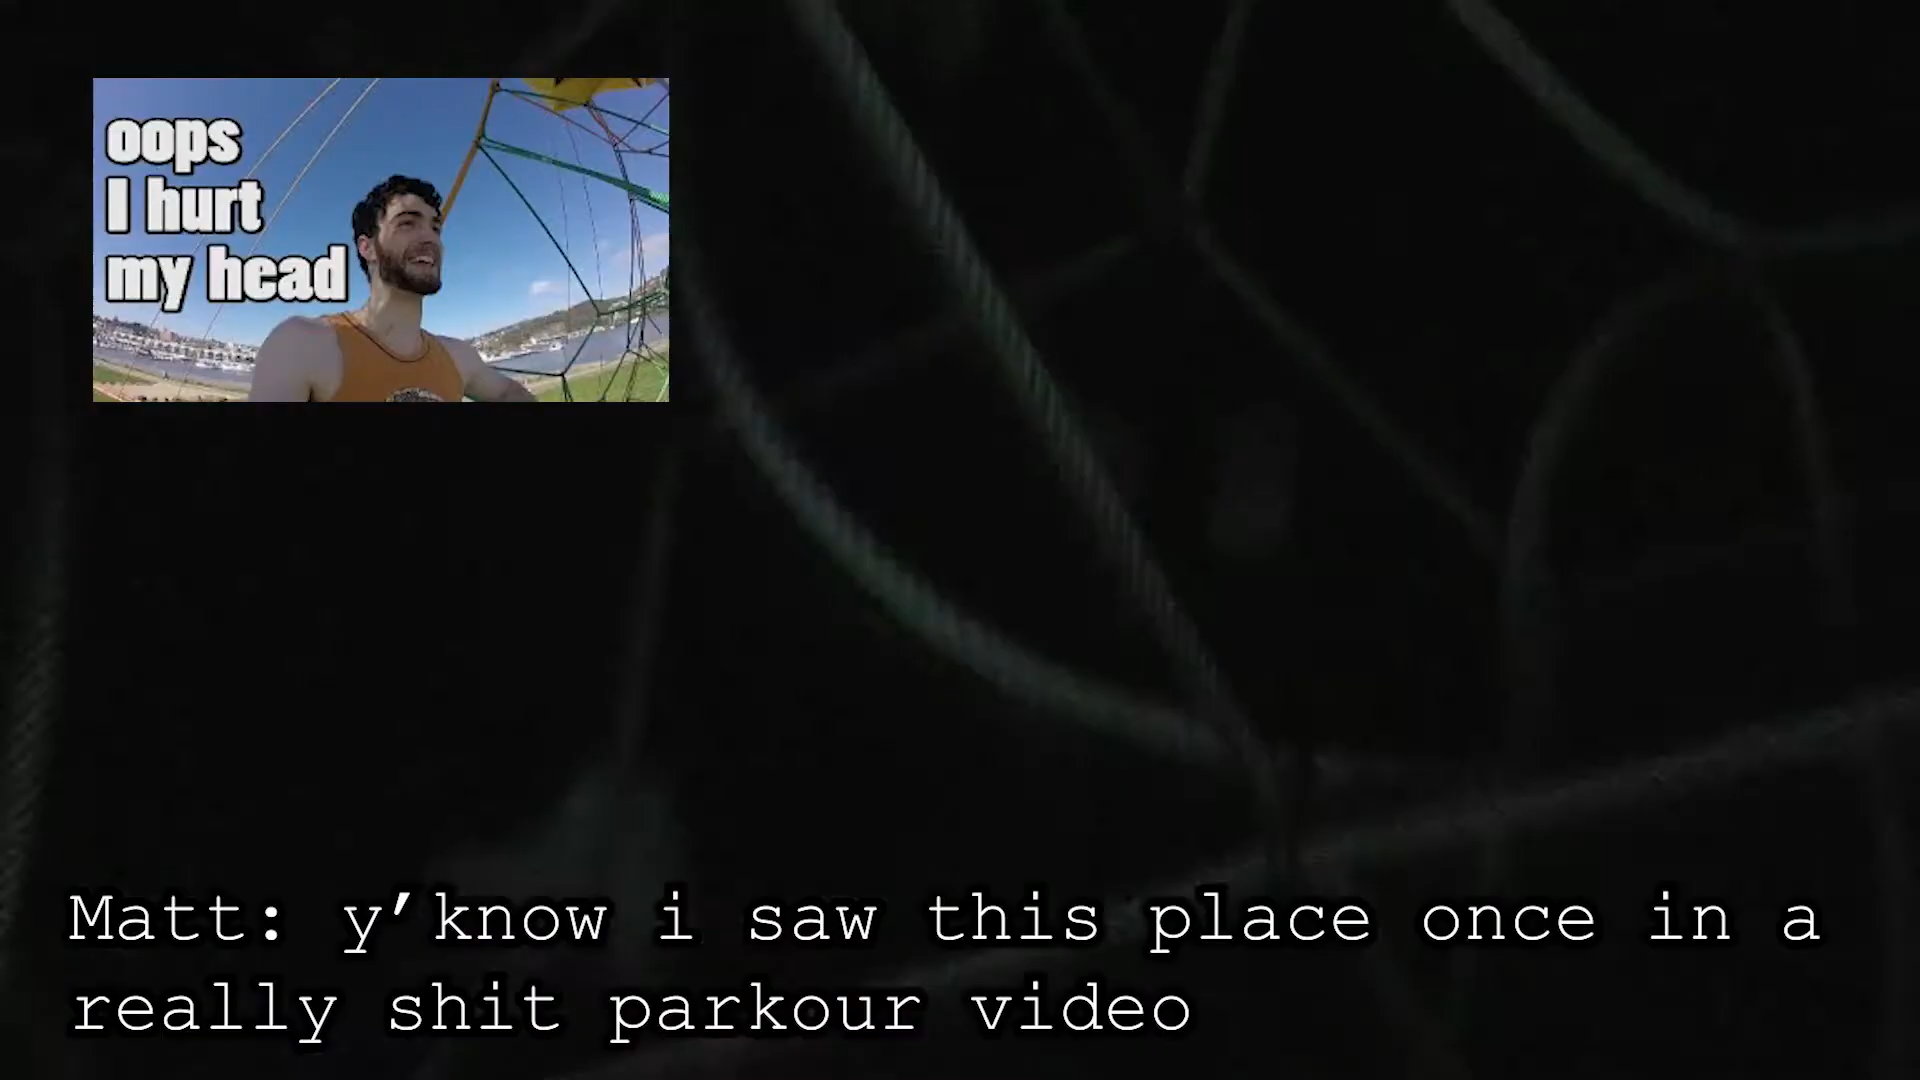 oops
I hurt
my head
Matt: y’know i saw this place once in a
really shit parkour video